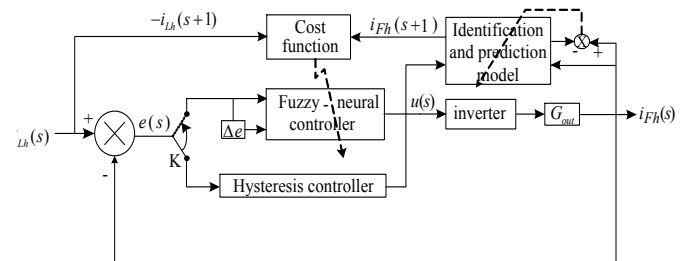 -i_{Lh}(s+1)
Cost
function
i_{Fh}(s+1)
Identification
and prediction
model
-
+
+
_{Lh}(s)
e(s)
-
K
Δe
Fuzzy - neural
controller
u(s)
inverter
G_{out}
i_{Fh}(s)
Hysteresis controller